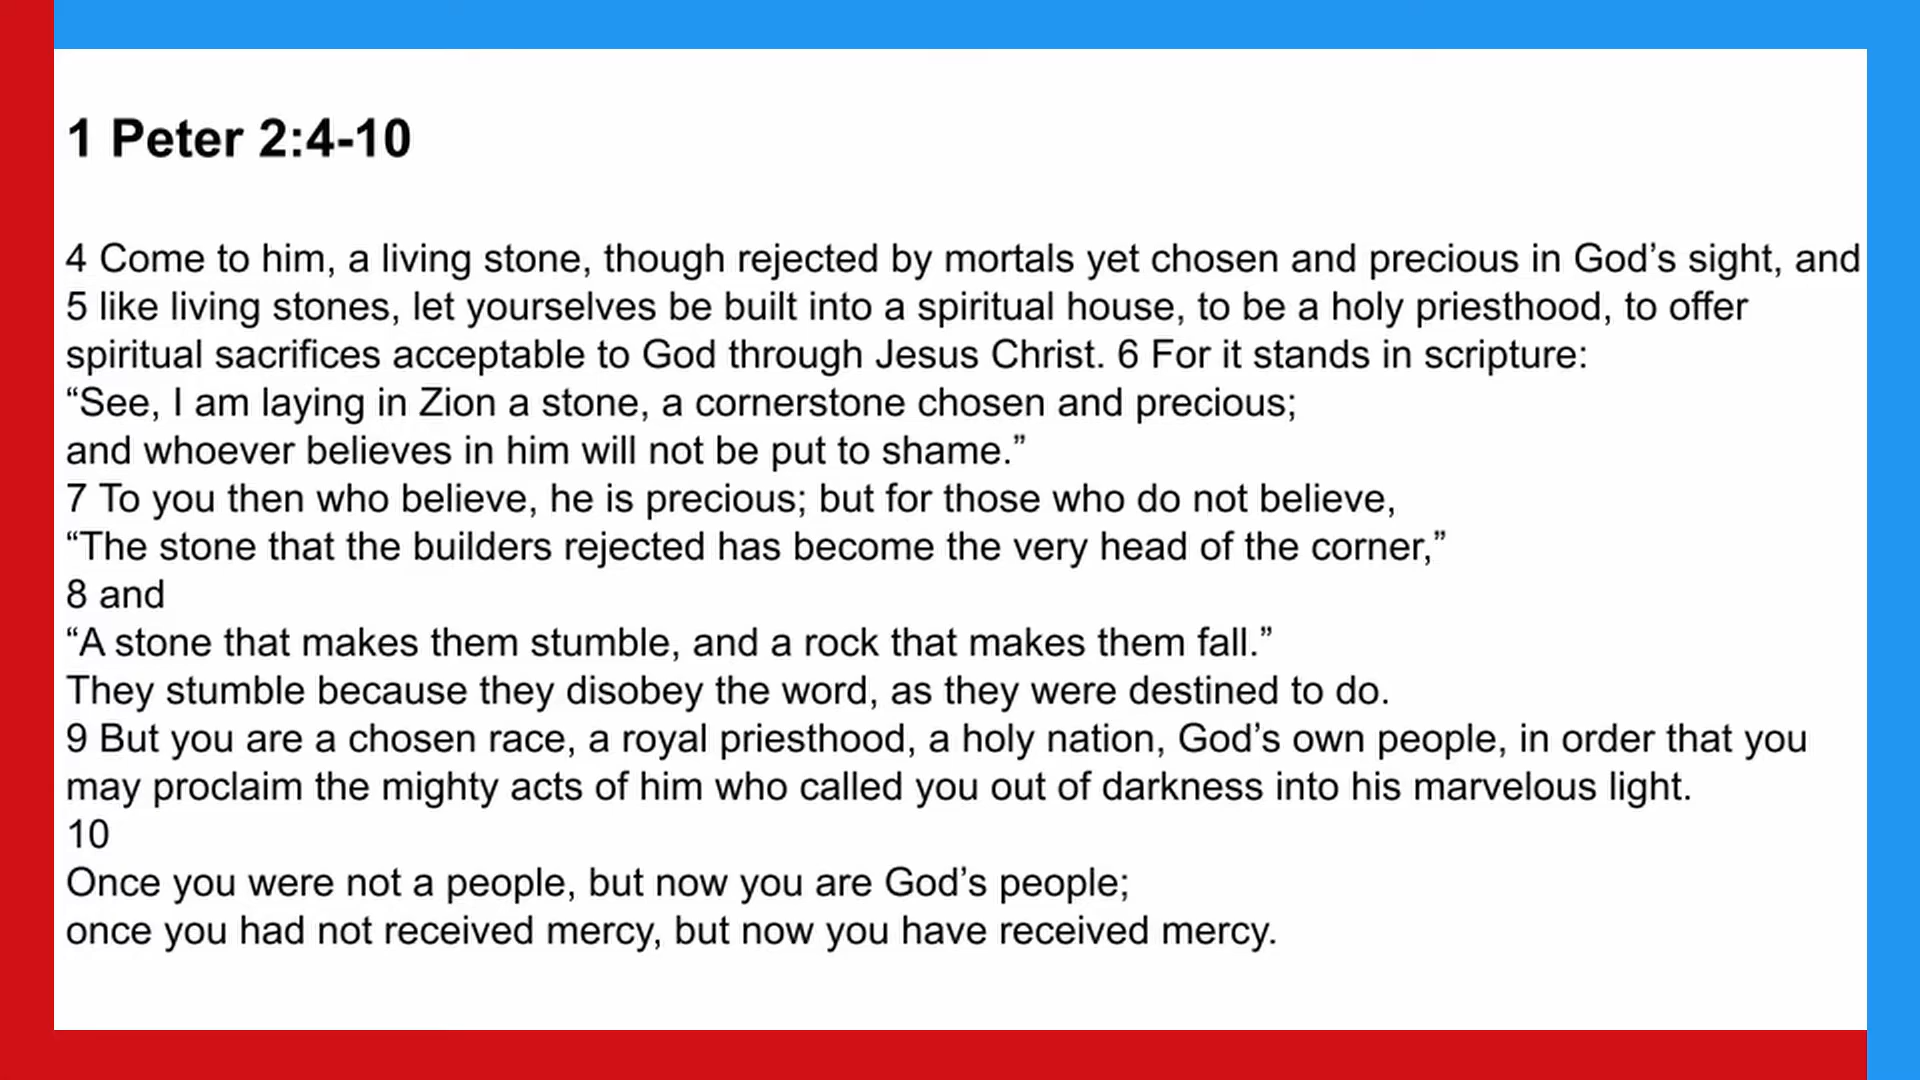 1 Peter 2:4-10
4 Come to him, a living stone, though rejected by mortals yet chosen and precious in God’s sight, and
5 like living stones, let yourselves be built into a spiritual house, to be a holy priesthood, to offer
spiritual sacrifices acceptable to God through Jesus Christ. 6 For it stands in scripture:
“See, I am laying in Zion a stone, a cornerstone chosen and precious;
and whoever believes in him will not be put to shame.”
7 To you then who believe, he is precious; but for those who do not believe,
“The stone that the builders rejected has become the very head of the corner,”
8 and
“A stone that makes them stumble, and a rock that makes them fall.”
They stumble because they disobey the word, as they were destined to do.
9 But you are a chosen race, a royal priesthood, a holy nation, God’s own people, in order that you
may proclaim the mighty acts of him who called you out of darkness into his marvelous light.
10
Once you were not a people, but now you are God’s people;
once you had not received mercy, but now you have received mercy.